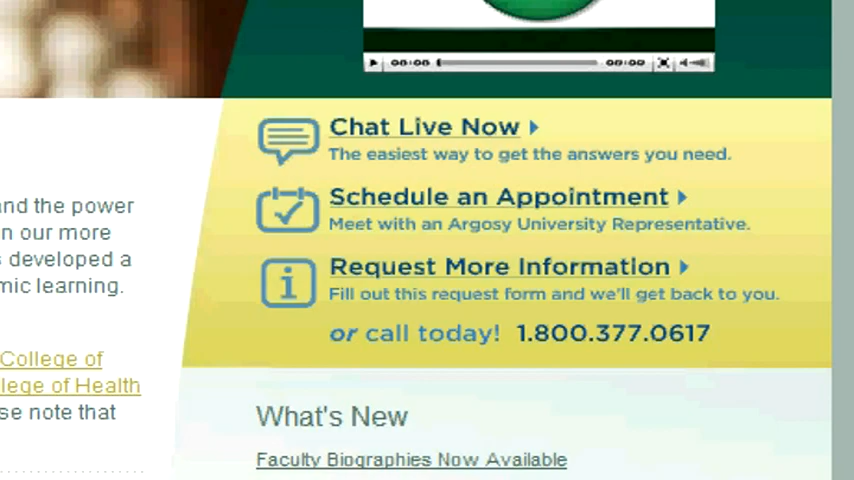 00:00 00:00
Chat Live Now
The easiest way to get the answers you need.
Schedule an Appointment
Meet with an Argosy University Representative.
Request More Information
Fill out this request form and we'll get back to you.
or call today! 1.800.377.0617
and the power
n our more
s developed a
mic learning.
College of
lege of Health
se note that
What's New
Faculty Biographies Now Available